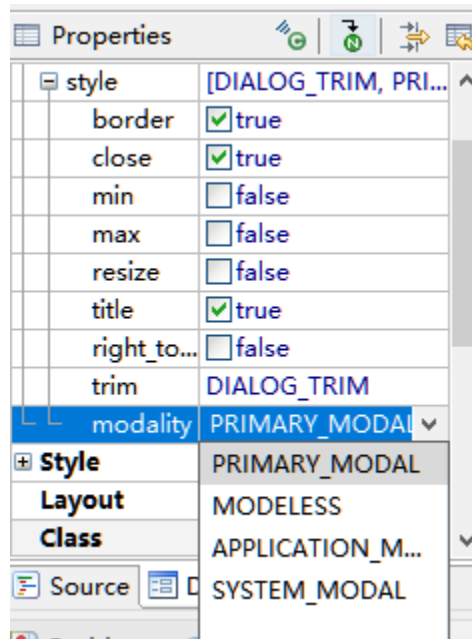 Properties
style [DIALOG_TRIM, PRI...
border true
close true
min false
max false
resize false
title true
right_to... false
trim DIALOG_TRIM
modality PRIMARY_MODAL
Style PRIMARY_MODAL
Layout MODELESS
Class APPLICATION_M...
Source SYSTEM_MODAL